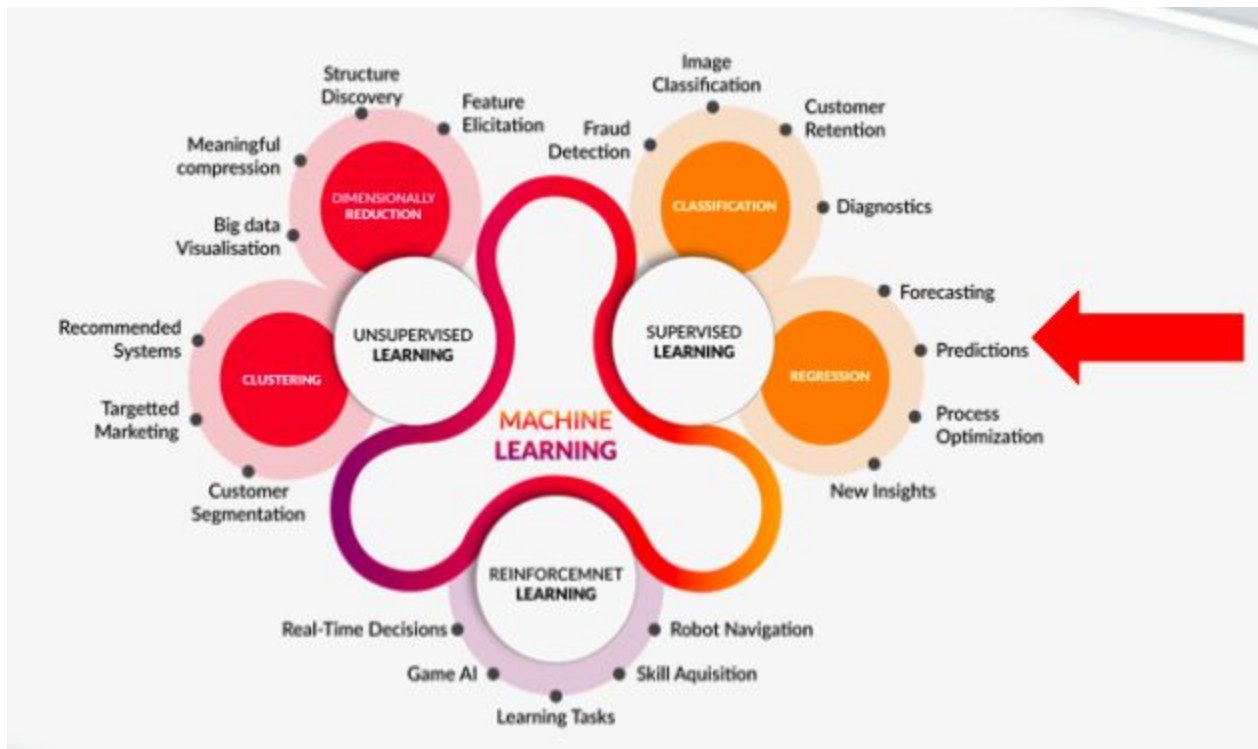 Structure
Discovery
Feature
Elicitation
Meaningful
compression
Big data
Visualisation
DIMENSIONALLY
REDUCTION
Recommended
Systems
Targetted
Marketing
Customer
Segmentation
CLUSTERING
UNSUPERVISED
LEARNING
Image
Classification
Fraud
Detection
Customer
Retention
Diagnostics
CLASSIFICATION
SUPERVISED
LEARNING
Forecasting
Predictions
Process
Optimization
New Insights
REGRESSION
MACHINE
LEARNING
REINFORCEMNET
LEARNING
Real-Time Decisions
Game AI
Learning Tasks
Skill Aquisition
Robot Navigation